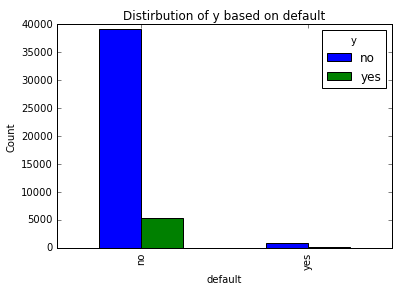 Distirbution of y based on default
40000
35000
30000
25000
20000
15000
10000
5000
0
Count
y
no
yes
no
yes
default